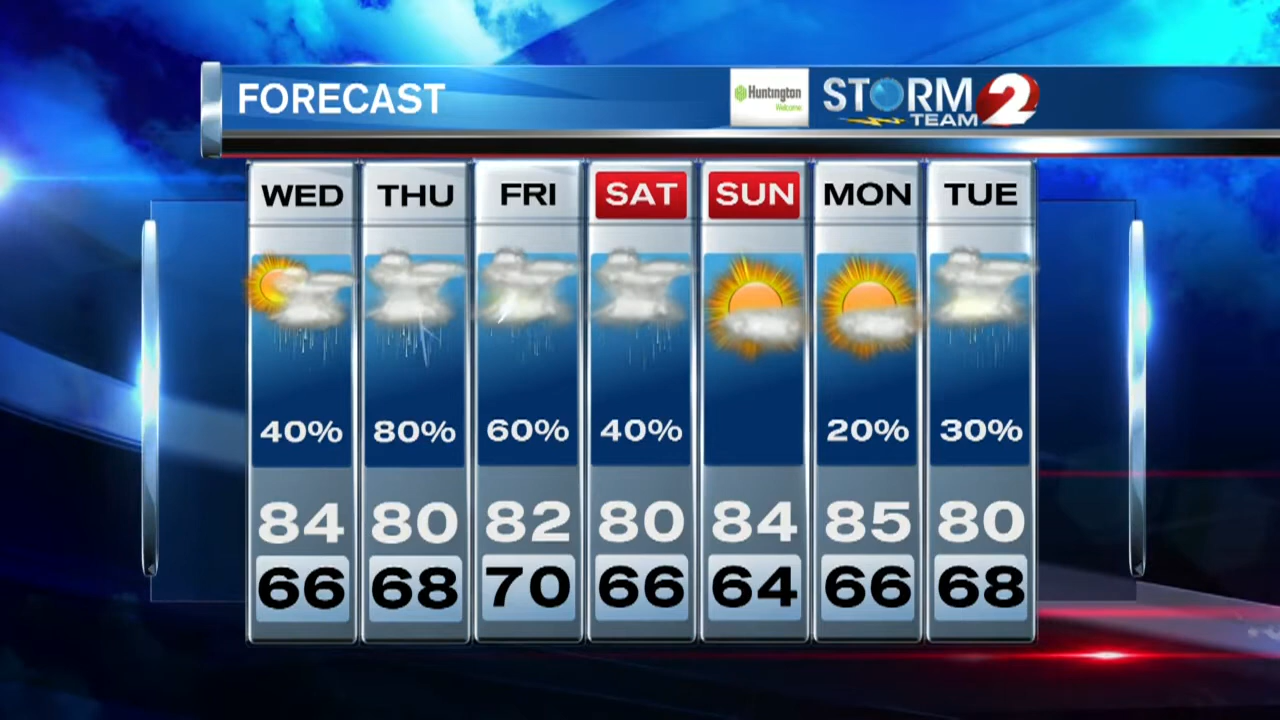 FORECAST
Huntington
Welcome.
STORM
TEAM 2
WED THU FRI SAT SUN MON TUE
40% 80% 60% 40% 20% 30%
84 80 82 80 84 85 80
66 68 70 66 64 66 68